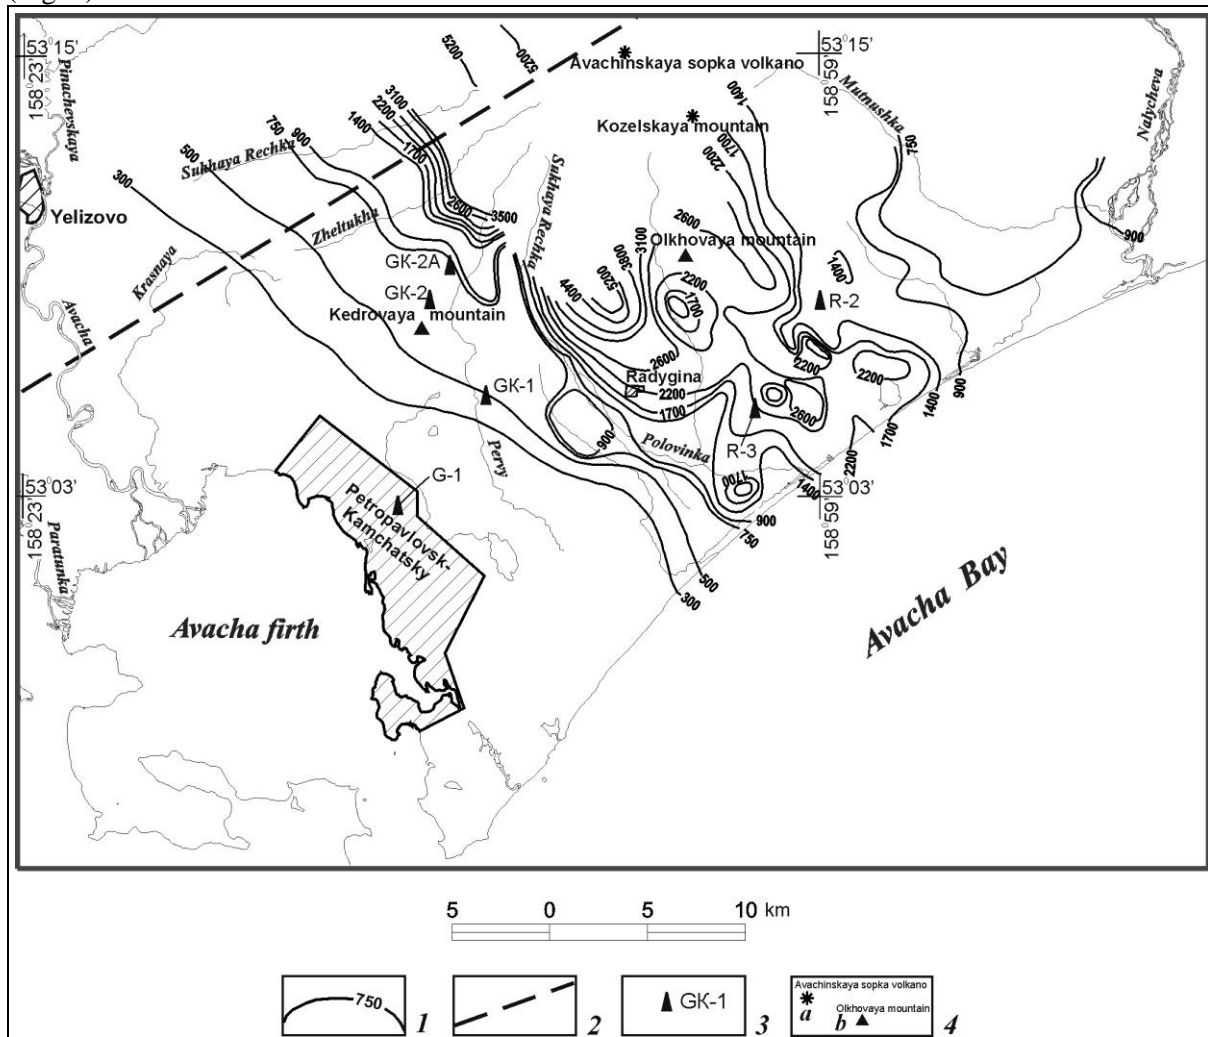 5200
5200
53°15'
158°23'
Pinachevskaya
Avachinskaya sopka volkano
53°15'
158°59'
Mutnushka
Nalycheva
3100
2200
1400
1700
750
900
1400
1700
2200
Kozelskaya mountain
750
500
Sukhaya Rechka
300
Yelizovo
2600
3500
Sukhaya Rechka
Zheltukha
2600
Olkhovaya mountain
3100
3800
5200
4400
900
Krasnaya
GK-2A
GK-2
Kedrovaya mountain
2200
1700
1400
R-2
Avacha
2600
Radygina
2200
1700
2200
2200
2600
GK-1
900
Polovinka
R-3
1400
1700
900
Pervy
G-1
Petropavlovsk-
Kamchatsky
1700
1400
2200
53°03'
158°23'
53°03'
158°59'
900
750
500
300
Paratunka
Avacha firth
Avacha Bay
5 0 5 10 km
750 1
2
GK-1 3
Avachinskaya sopka volkano
a
Olkhovaya mountain
b 4